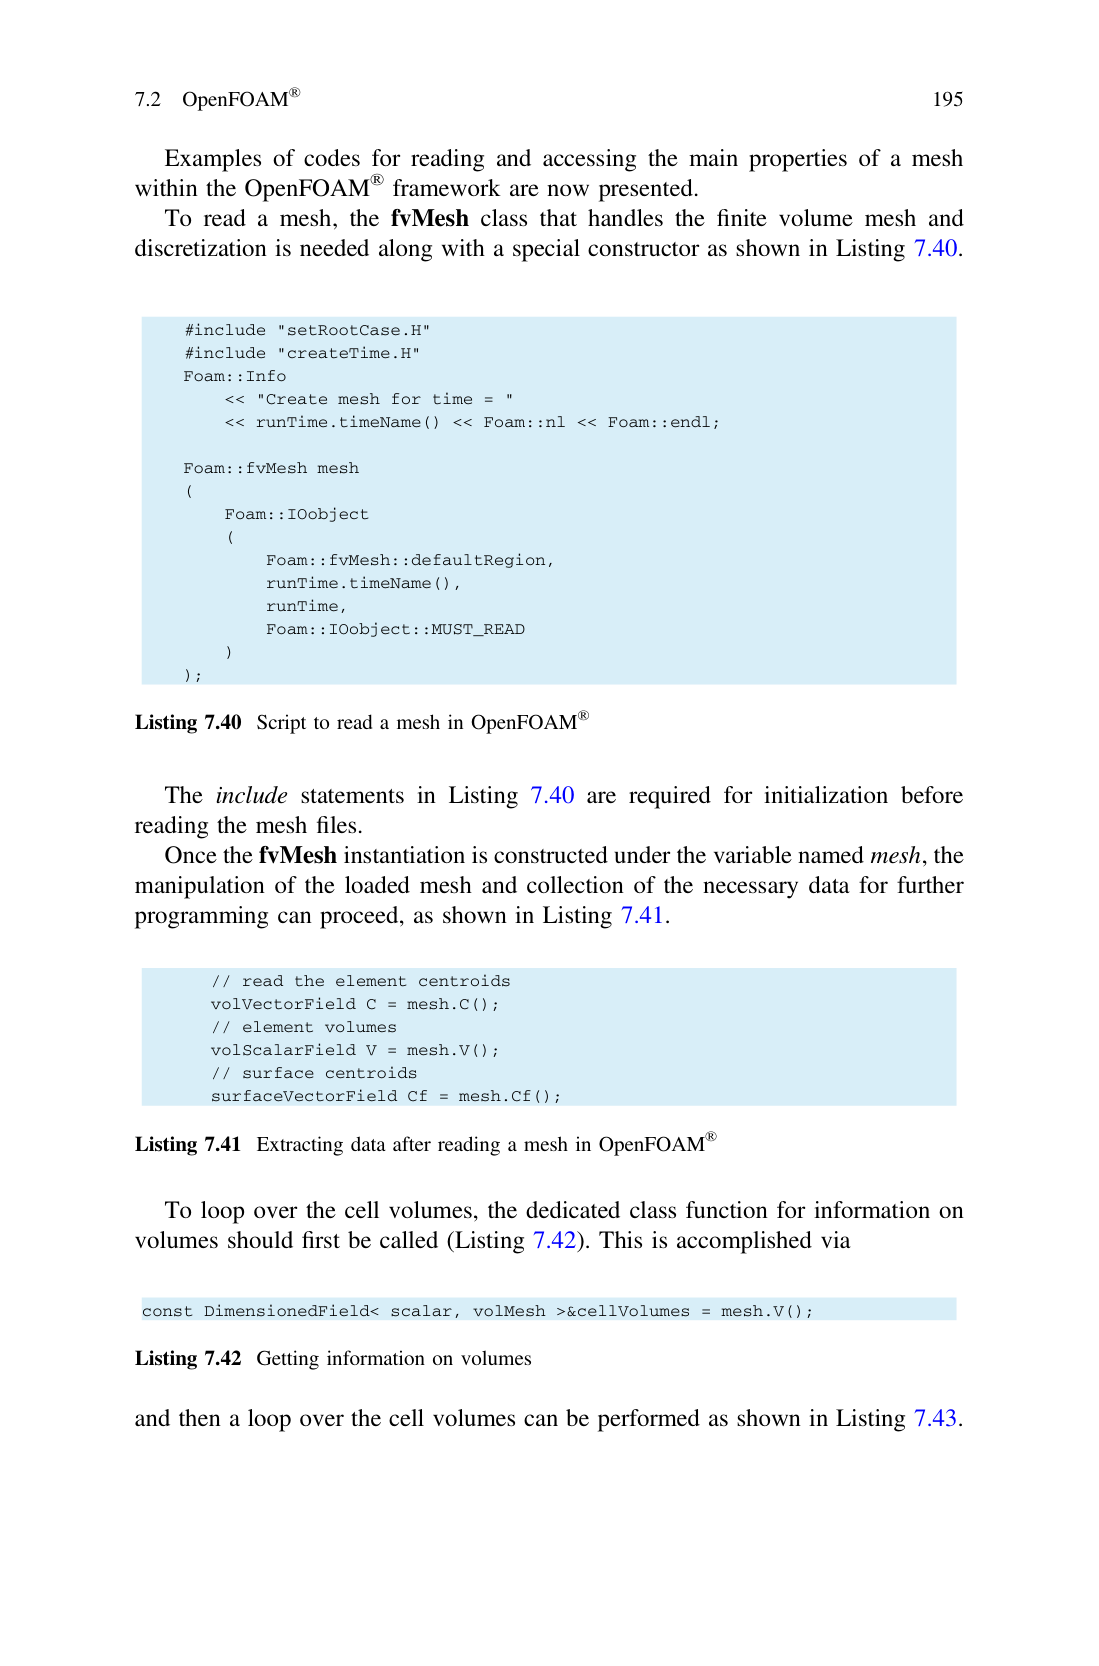 7.2 OpenFOAM® 195
Examples of codes for reading and accessing the main properties of a mesh
within the OpenFOAM® framework are now presented.
To read a mesh, the fvMesh class that handles the finite volume mesh and
discretization is needed along with a special constructor as shown in Listing 7.40.
#include "setRootCase.H"
#include "createTime.H"
Foam::Info
    << "Create mesh for time = "
    << runTime.timeName() << Foam::nl << Foam::endl;

Foam::fvMesh mesh
(
    Foam::IOobject
    (
        Foam::fvMesh::defaultRegion,
        runTime.timeName(),
        runTime,
        Foam::IOobject::MUST_READ
    )
);
Listing 7.40 Script to read a mesh in OpenFOAM®
The include statements in Listing 7.40 are required for initialization before
reading the mesh files.
Once the fvMesh instantiation is constructed under the variable named mesh, the
manipulation of the loaded mesh and collection of the necessary data for further
programming can proceed, as shown in Listing 7.41.
// read the element centroids
volVectorField C = mesh.C();
// element volumes
volScalarField V = mesh.V();
// surface centroids
surfaceVectorField Cf = mesh.Cf();
Listing 7.41 Extracting data after reading a mesh in OpenFOAM®
To loop over the cell volumes, the dedicated class function for information on
volumes should first be called (Listing 7.42). This is accomplished via
const DimensionedField< scalar, volMesh >&cellVolumes = mesh.V();
Listing 7.42 Getting information on volumes
and then a loop over the cell volumes can be performed as shown in Listing 7.43.